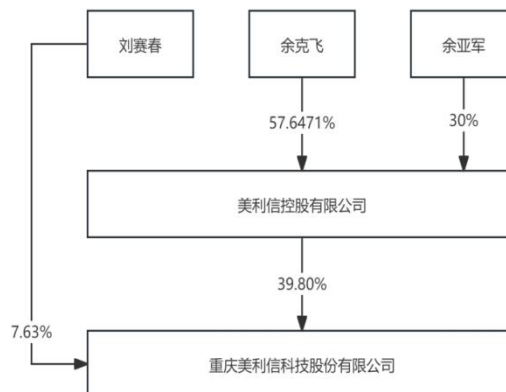 刘赛春
余克飞
余亚军
57.6471%
30%
美利信控股有限公司
39.80%
7.63%
重庆美利信科技股份有限公司